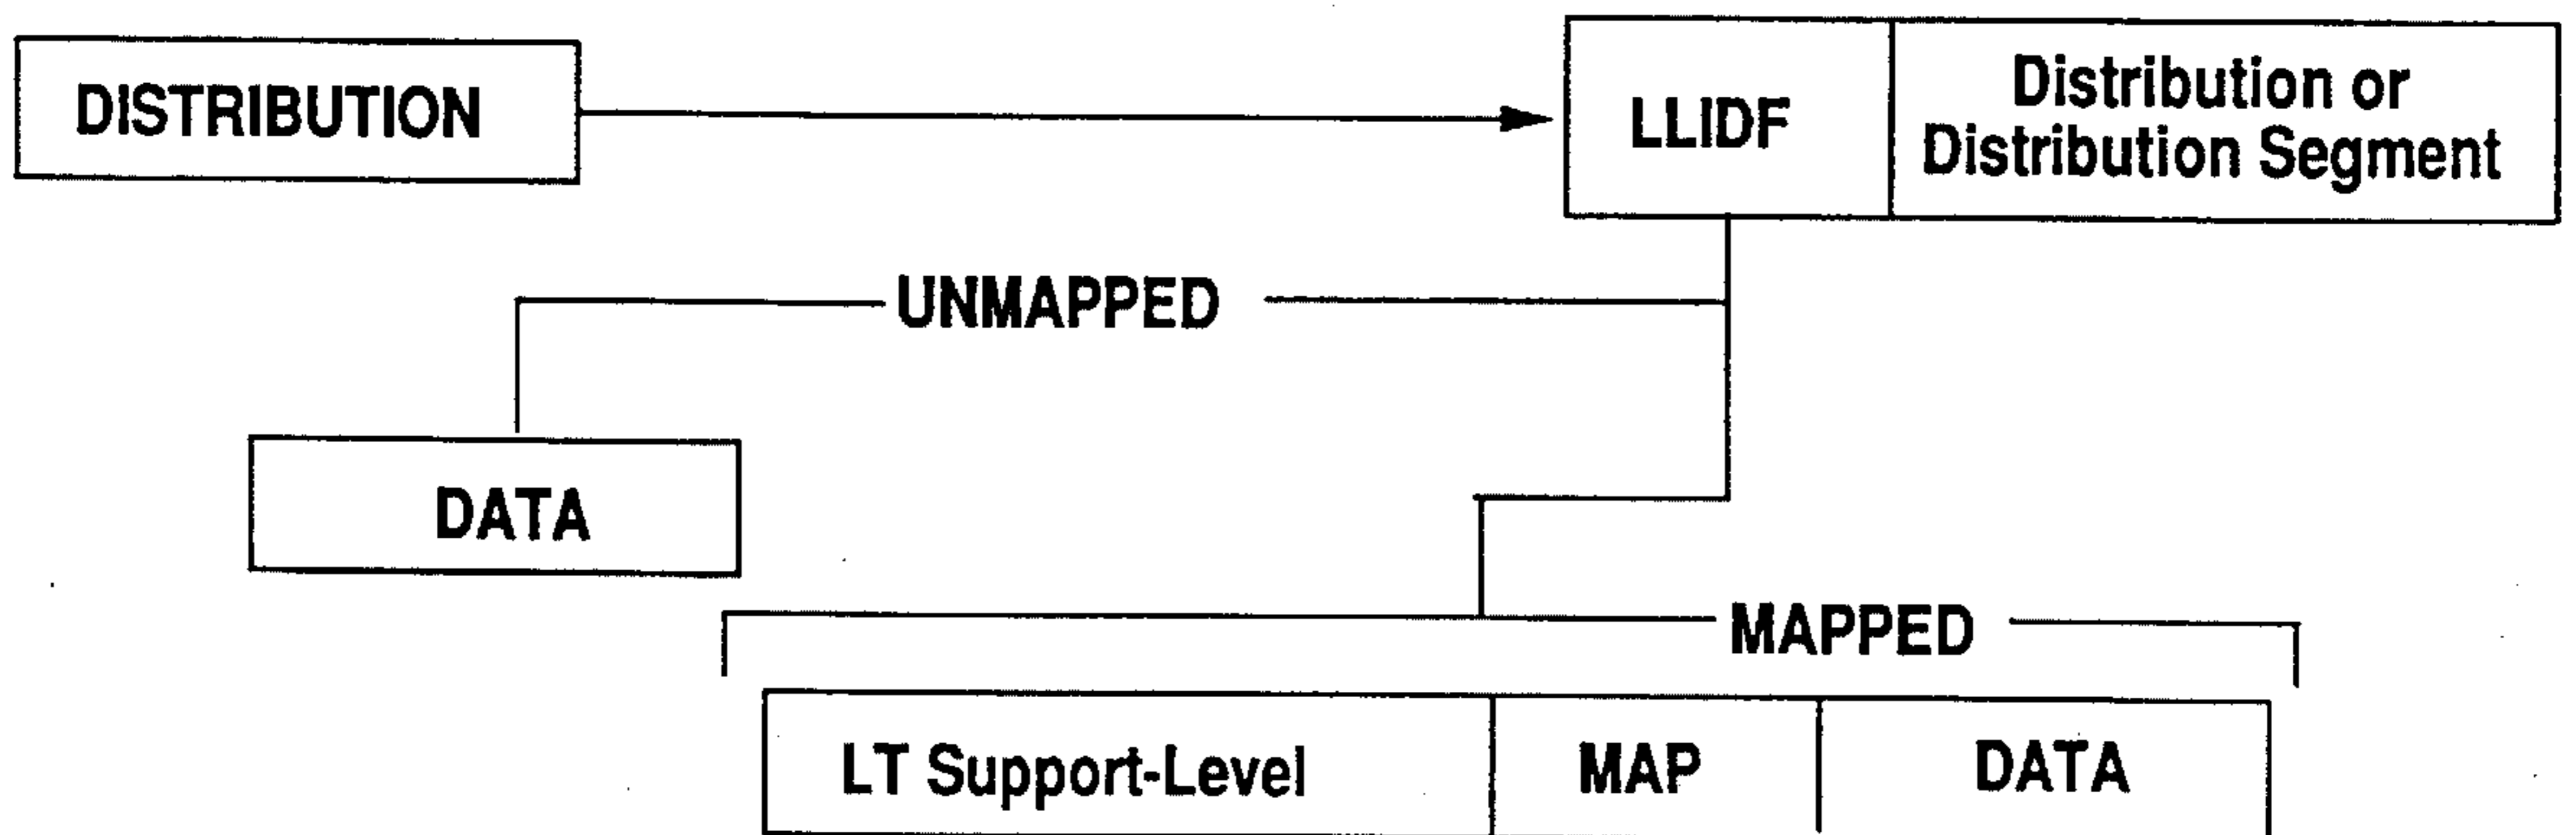 DISTRIBUTION
LLIDF
Distribution or
Distribution Segment
UNMAPPED
DATA
MAPPED
LT Support-Level
MAP
DATA